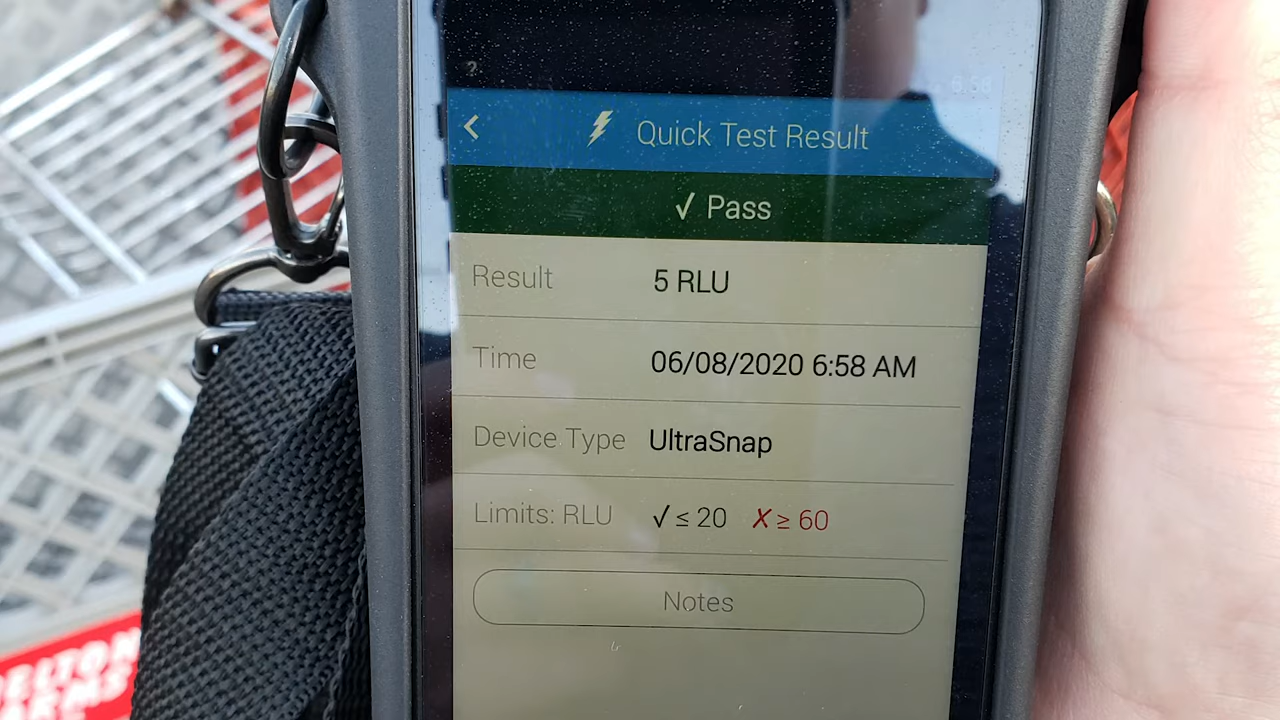 Quick Test Result
√ Pass
Result 5 RLU
Time 06/08/2020 6:58 AM
Device Type UltraSnap
Limits: RLU √ ≤ 20 X ≥ 60
Notes